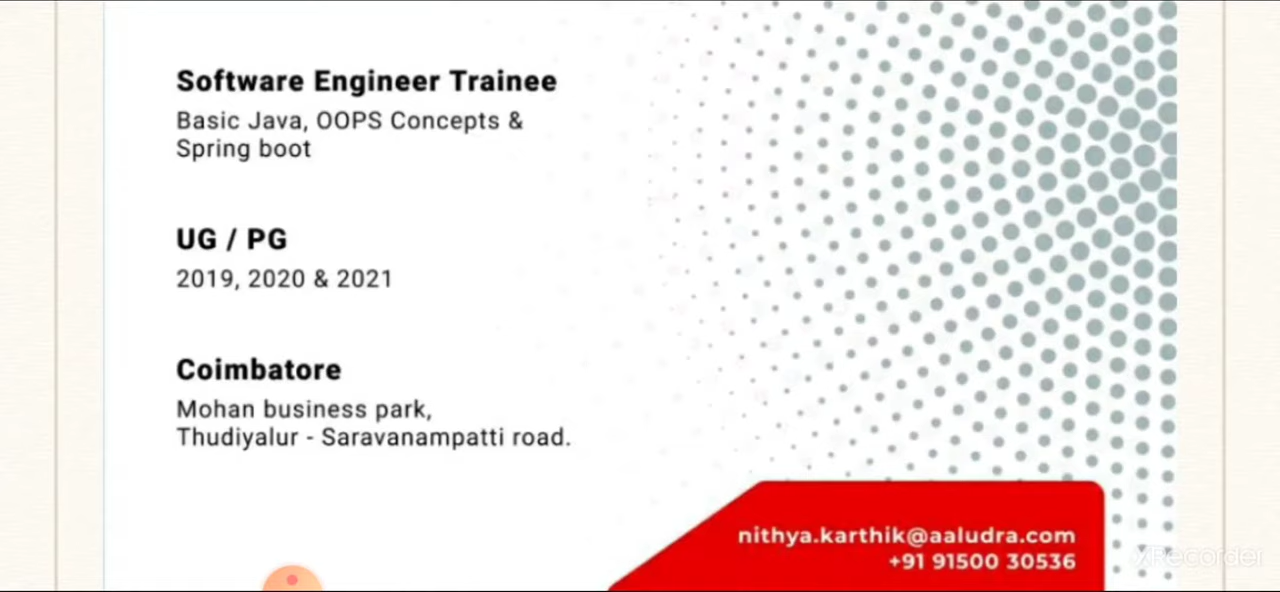 Software Engineer Trainee
Basic Java, OOPS Concepts &
Spring boot
UG / PG
2019, 2020 & 2021
Coimbatore
Mohan business park,
Thudiyalur - Saravanampatti road.
nithya.karthik@aaludra.com
+91 91500 30536
XRecorder